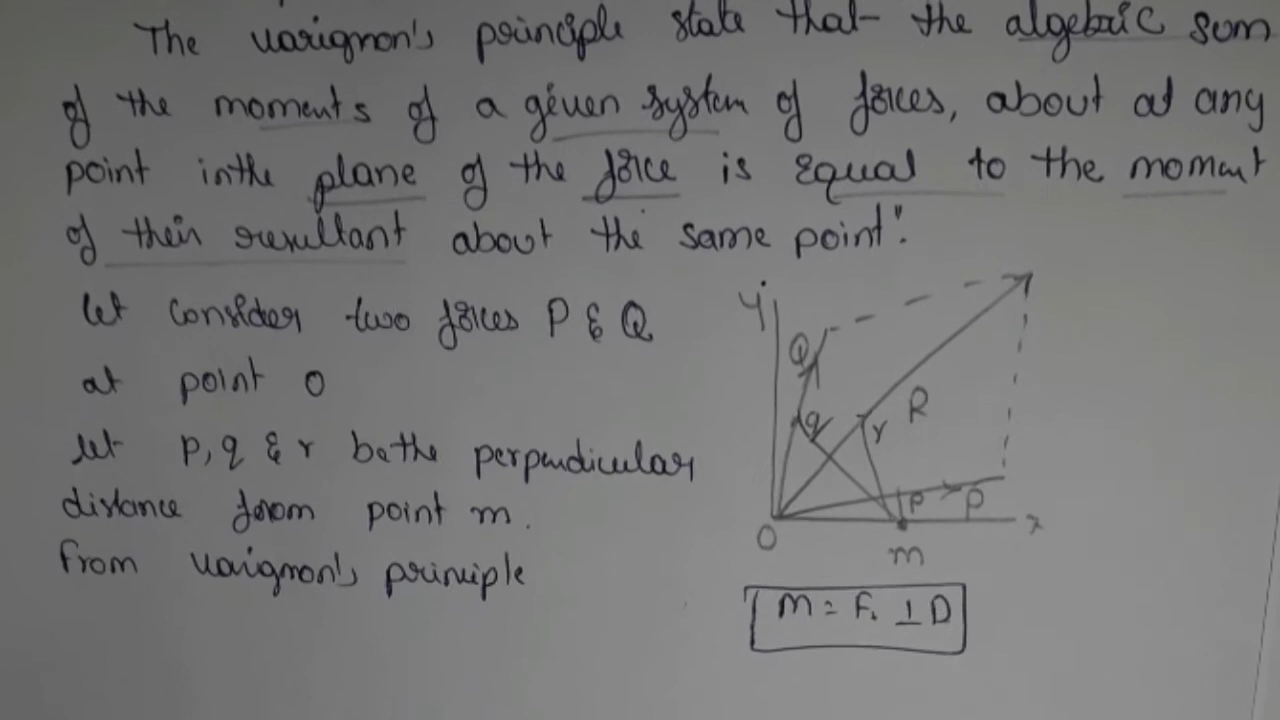 The varignon's principle state that the algebraic sum
of the moments of a given system of forces, about at any
point in the plane of the force is equal to the moment
of their resultant about the same point".
let consider two forces P & Q
at point O
let p, q & r be the perpendicular
distance from point m.
From varignon's principle
Y
Q
q
R
r
P
P
O
m
x
M = F. ⊥ D